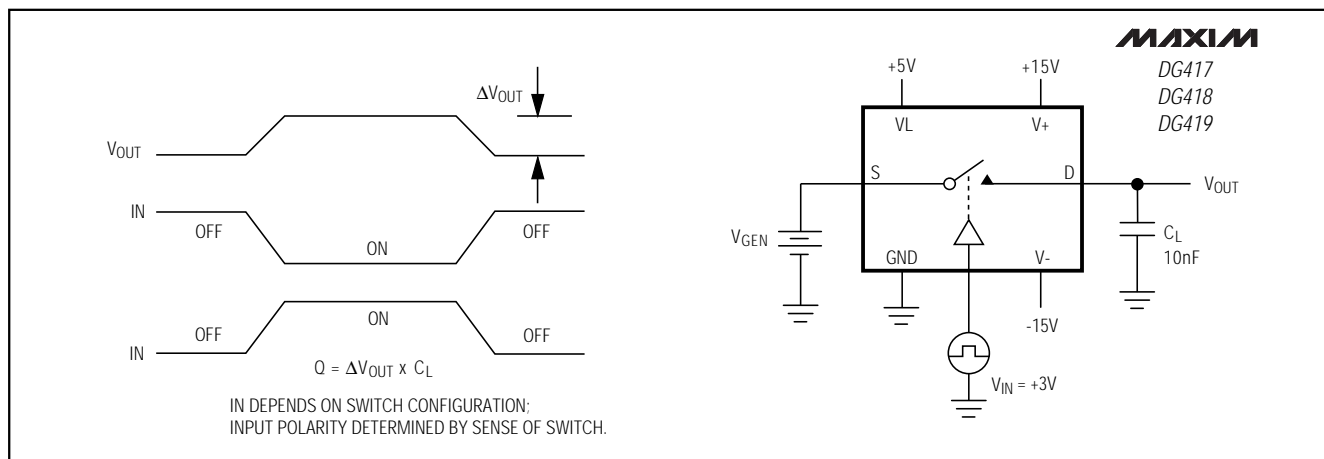 ΔVOUT
VOUT
IN
OFF
ON
OFF
IN
OFF
ON
OFF
Q = ΔVOUT x CL
IN DEPENDS ON SWITCH CONFIGURATION;
INPUT POLARITY DETERMINED BY SENSE OF SWITCH.
MAXIM
DG417
DG418
DG419
+5V
+15V
VL
V+
S
D
VOUT
VGEN
CL
10nF
GND
V-
-15V
VIN = +3V